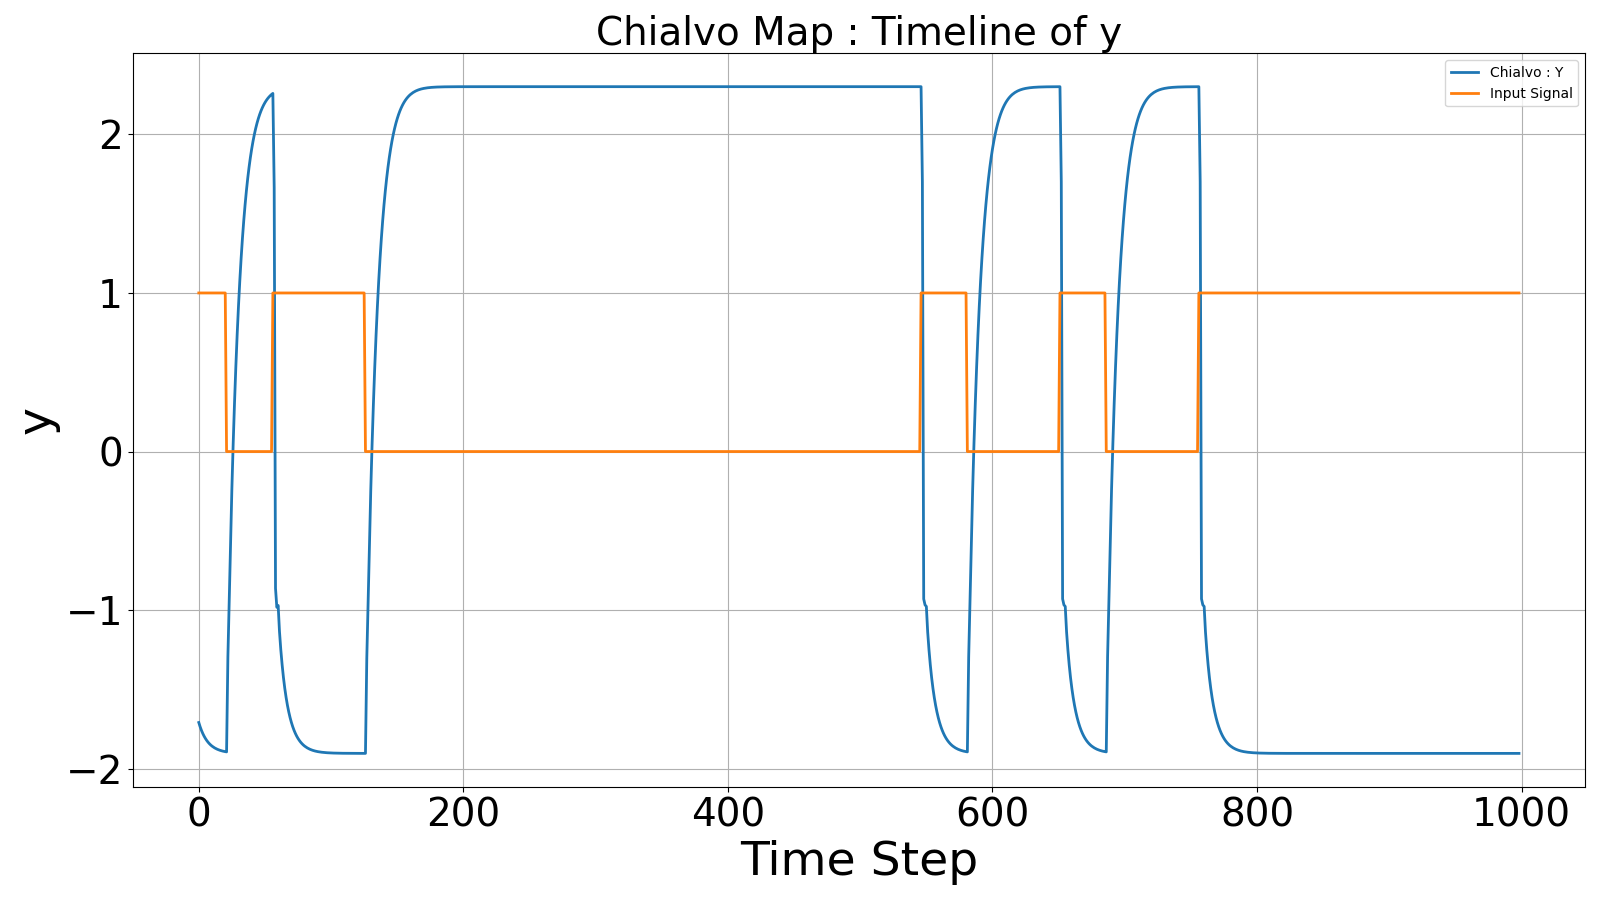 Chialvo Map : Timeline of y
Chialvo : Y
Input Signal
2
1
0
−1
−2
y
0 200 400 600 800 1000
Time Step